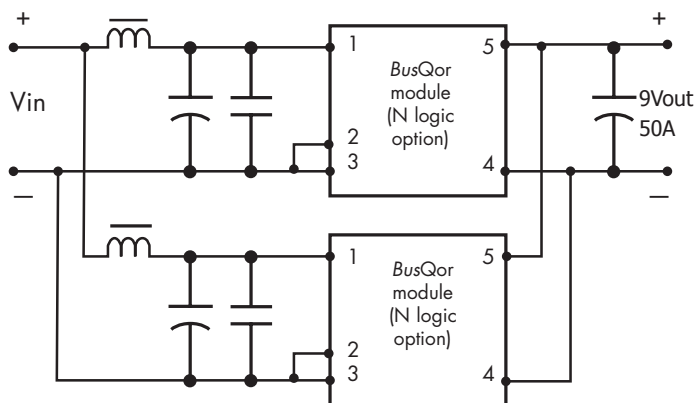 +
+
1
5
BusQor
module
(N logic
option)
Vin
9Vout
50A
2
3
4
—
—
1
5
BusQor
module
(N logic
option)
2
3
4